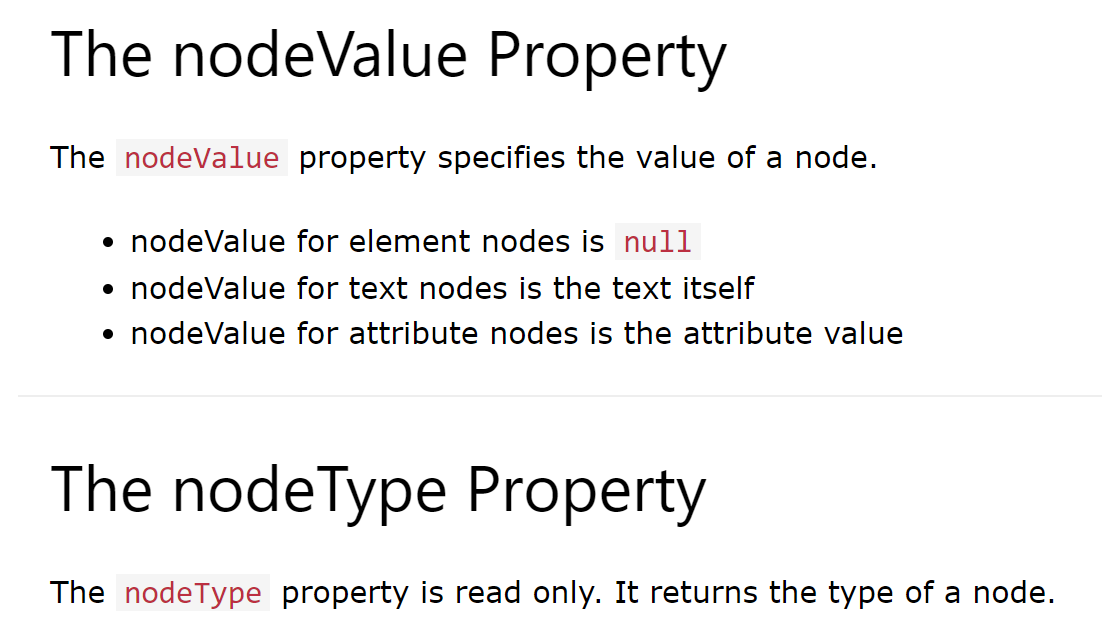 The nodeValue Property
The nodeValue property specifies the value of a node.
• nodeValue for element nodes is null
• nodeValue for text nodes is the text itself
• nodeValue for attribute nodes is the attribute value
The nodeType Property
The nodeType property is read only. It returns the type of a node.